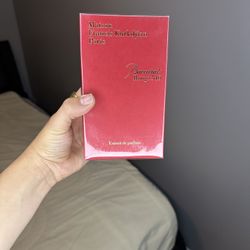 Maison
Francis Kurkdjian
Paris
Baccarat
Rouge 540
Extrait de parfum